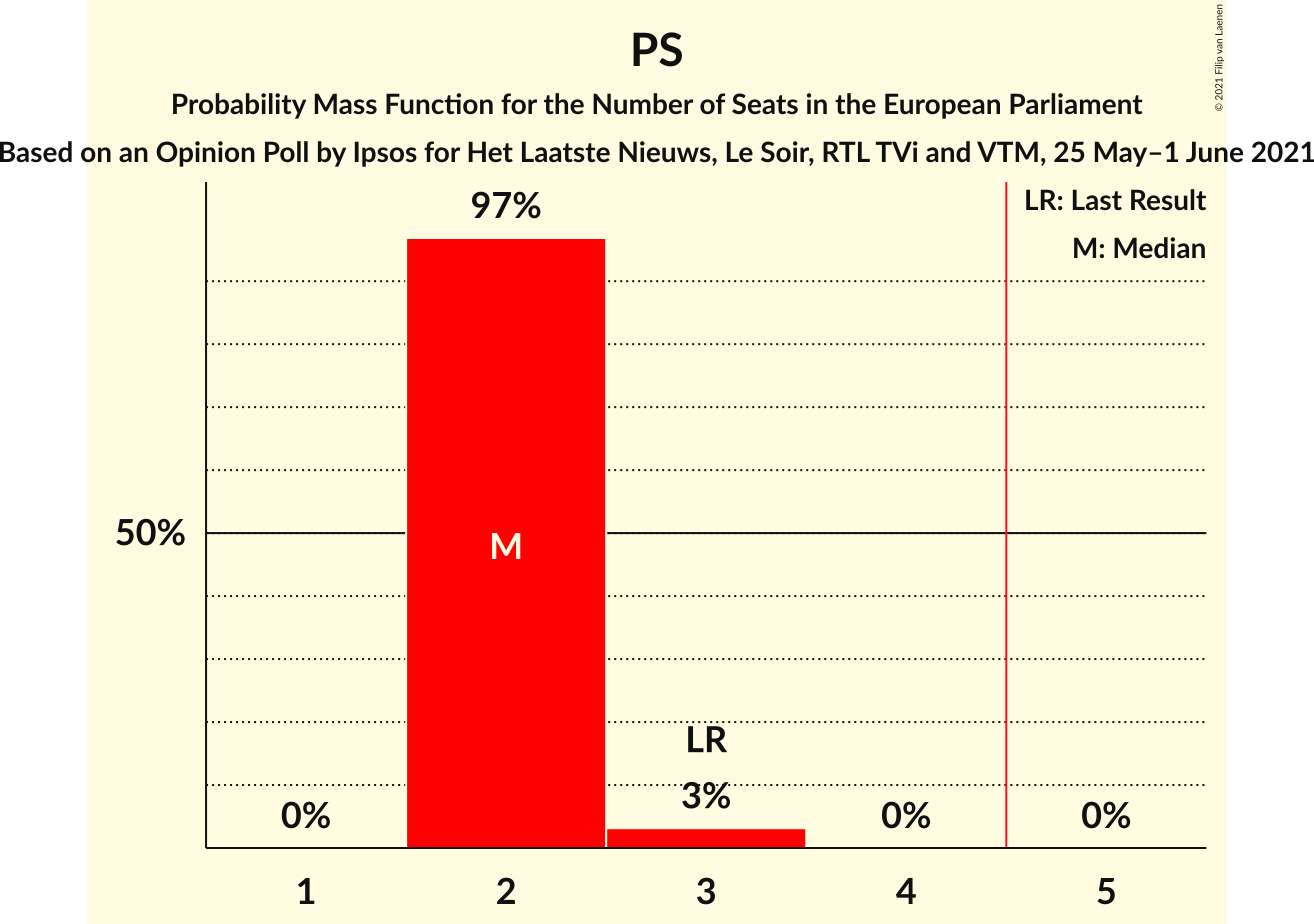 PS
Probability Mass Function for the Number of Seats in the European Parliament
Based on an Opinion Poll by Ipsos for Het Laatste Nieuws, Le Soir, RTL TVi and VTM, 25 May–1 June 2021
© 2021 Filip van Laenen
LR: Last Result
M: Median
97%
50%
M
LR
0%
3%
0%
0%
1 2 3 4 5